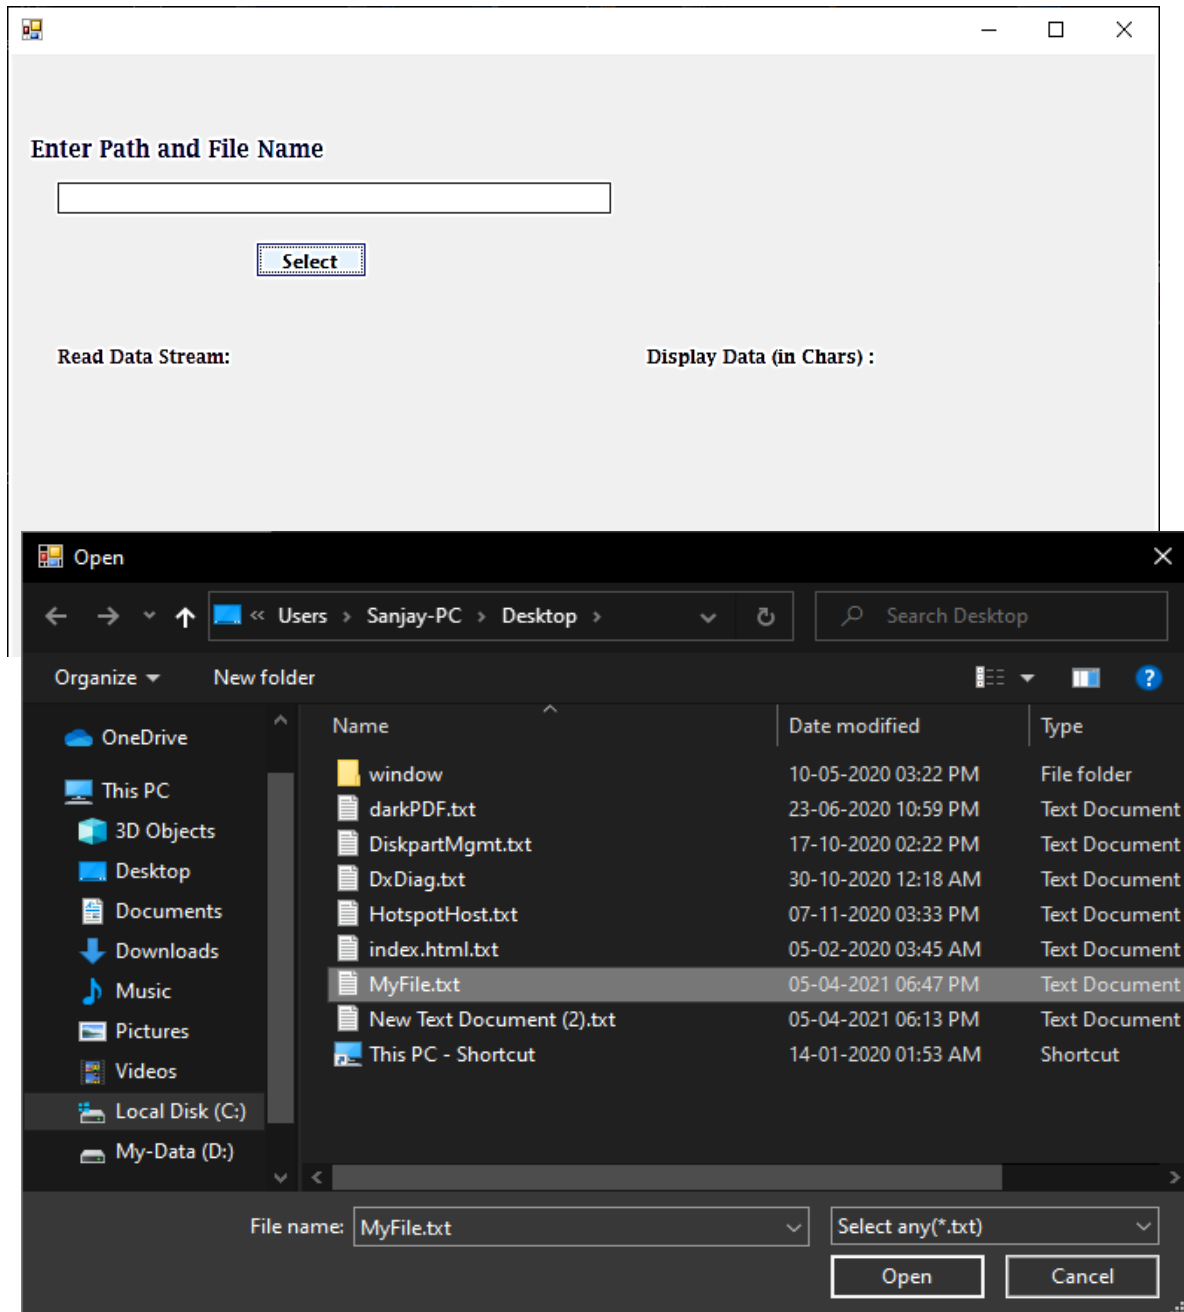 Enter Path and File Name
Select
Read Data Stream: Display Data (in Chars) :
Open
« Users > Sanjay-PC > Desktop > Search Desktop
Organize New folder ?
Name Date modified Type
OneDrive
This PC
3D Objects
Desktop
Documents
Downloads
Music
Pictures
Videos
Local Disk (C:)
My-Data (D:)
window 10-05-2020 03:22 PM File folder
darkPDF.txt 23-06-2020 10:59 PM Text Document
DiskpartMgmt.txt 17-10-2020 02:22 PM Text Document
DxDiag.txt 30-10-2020 12:18 AM Text Document
HotspotHost.txt 07-11-2020 03:33 PM Text Document
index.html.txt 05-02-2020 03:45 AM Text Document
MyFile.txt 05-04-2021 06:47 PM Text Document
New Text Document (2).txt 05-04-2021 06:13 PM Text Document
This PC - Shortcut 14-01-2020 01:53 AM Shortcut
File name: MyFile.txt Select any(*.txt)
Open Cancel